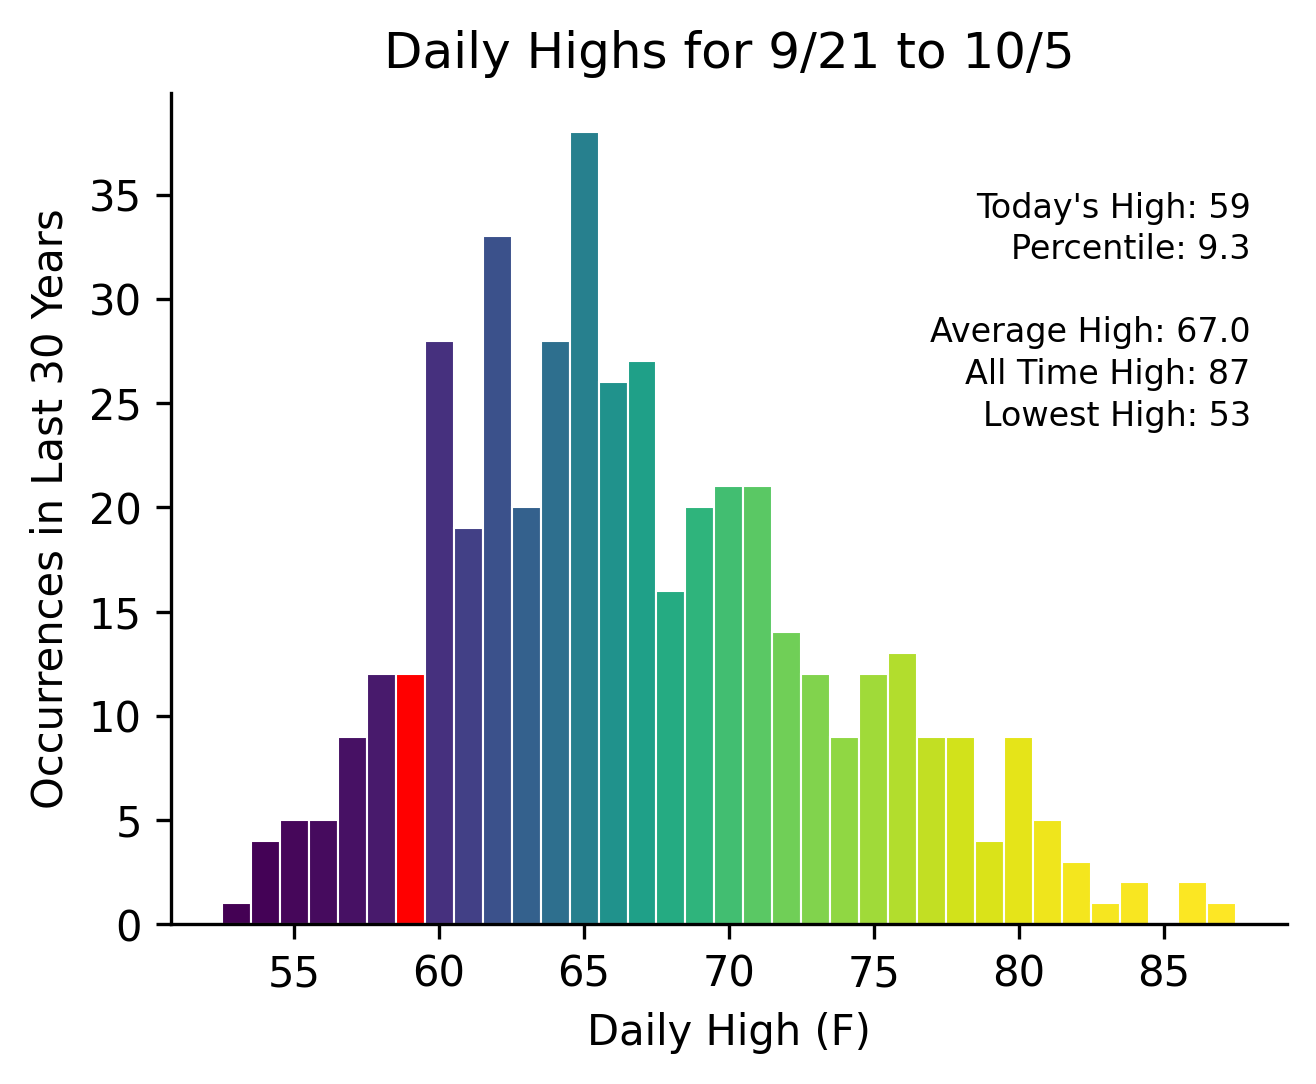 Daily Highs for 9/21 to 10/5
Occurrences in Last 30 Years
35
30
25
20
15
10
5
0
Today's High: 59
Percentile: 9.3
Average High: 67.0
All Time High: 87
Lowest High: 53
55 60 65 70 75 80 85
Daily High (F)